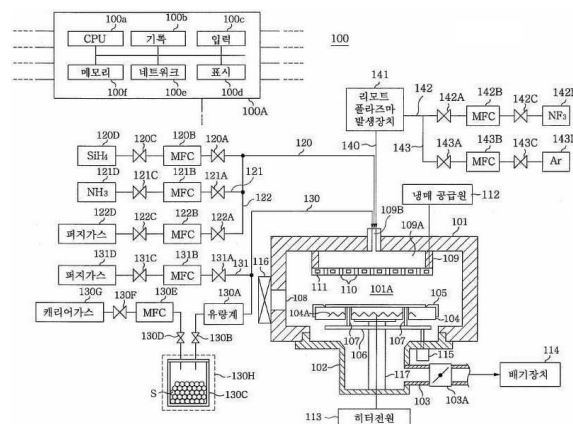 100a 100b 100c
CPU 기록 입력
메모리 네트워크 표시
100f 100e 100d
100A
100
141
리모트
플라즈마
발생장치
142 142A 142B 142C 142D
MFC NF₃
140 143 143A 143B 143C 143D
MFC Ar
120D 120C 120B 120A 120
SiH₄ MFC
121D 121C 121B 121A 121
NH₃ MFC
122
122D 122C 122B 122A 130
퍼지가스 MFC
냉매 공급원 112
109B 109A 101
131D 131C 131B 131A 131 116
퍼지가스 MFC
109
111 110
130G 130F 130E 130A 108 101A 105
캐리어가스 MFC 유량계
104A 104
130D 130B 107 106 107
115
130H 102 117 114
S 130C 배기장치
103 103A
113 히터전원